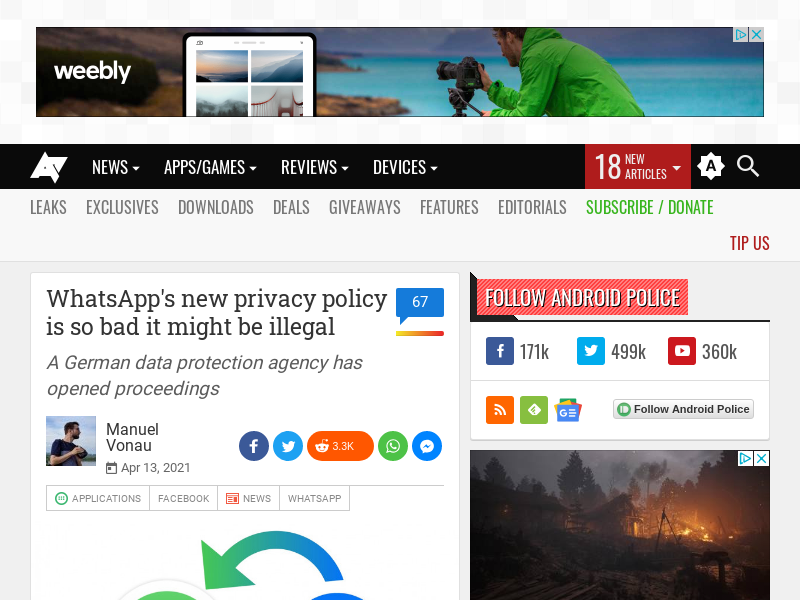 weebly
NEWS
APPS/GAMES
REVIEWS
DEVICES
18
NEW
ARTICLES
A
LEAKS
EXCLUSIVES
DOWNLOADS
DEALS
GIVEAWAYS
FEATURES
EDITORIALS
SUBSCRIBE / DONATE
TIP US
WhatsApp's new privacy policy
is so bad it might be illegal
67
A German data protection agency has
opened proceedings
Manuel
Vonau
Apr 13, 2021
3.3K
APPLICATIONS
FACEBOOK
NEWS
WHATSAPP
FOLLOW ANDROID POLICE
171k
499k
360k
Follow Android Police